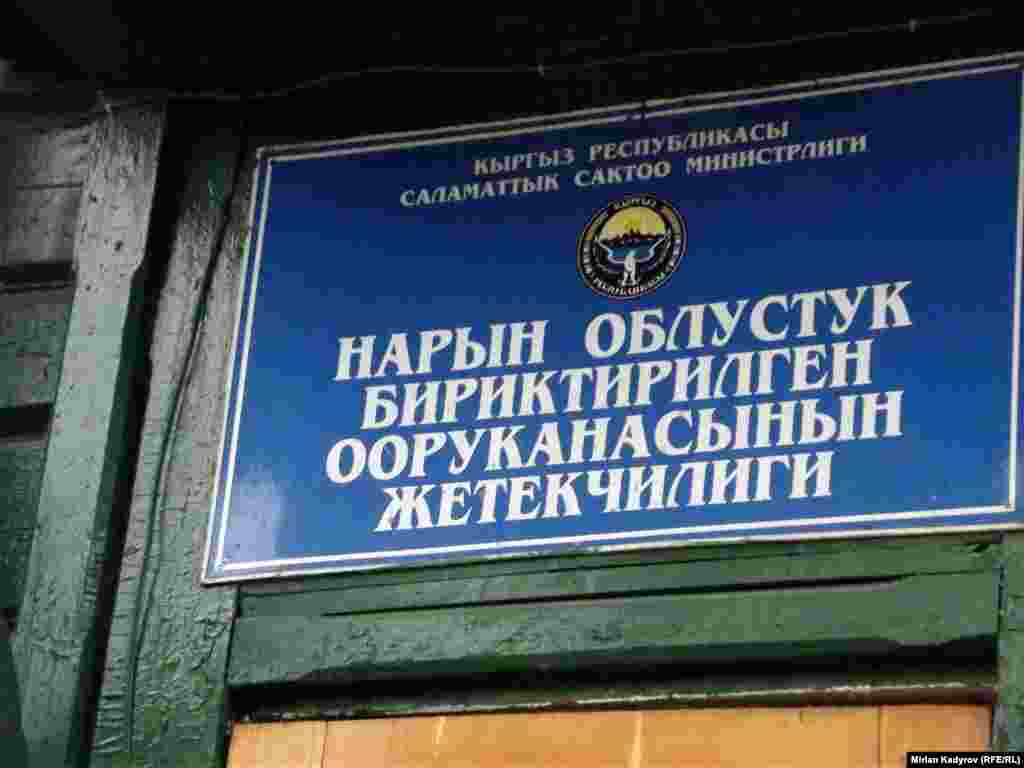 КЫРГЫЗ РЕСПУБЛИКАСЫ
САЛАМАТТЫК САКТОО МИНИСТРЛИГИ
НАРЫН ОБЛУСТУК
БИРИКТИРИЛГЕН
ООРУКАНАСЫНЫН
ЖЕТЕКЧИЛИГИ
Mirlan Kadyrov (RFE/RL)